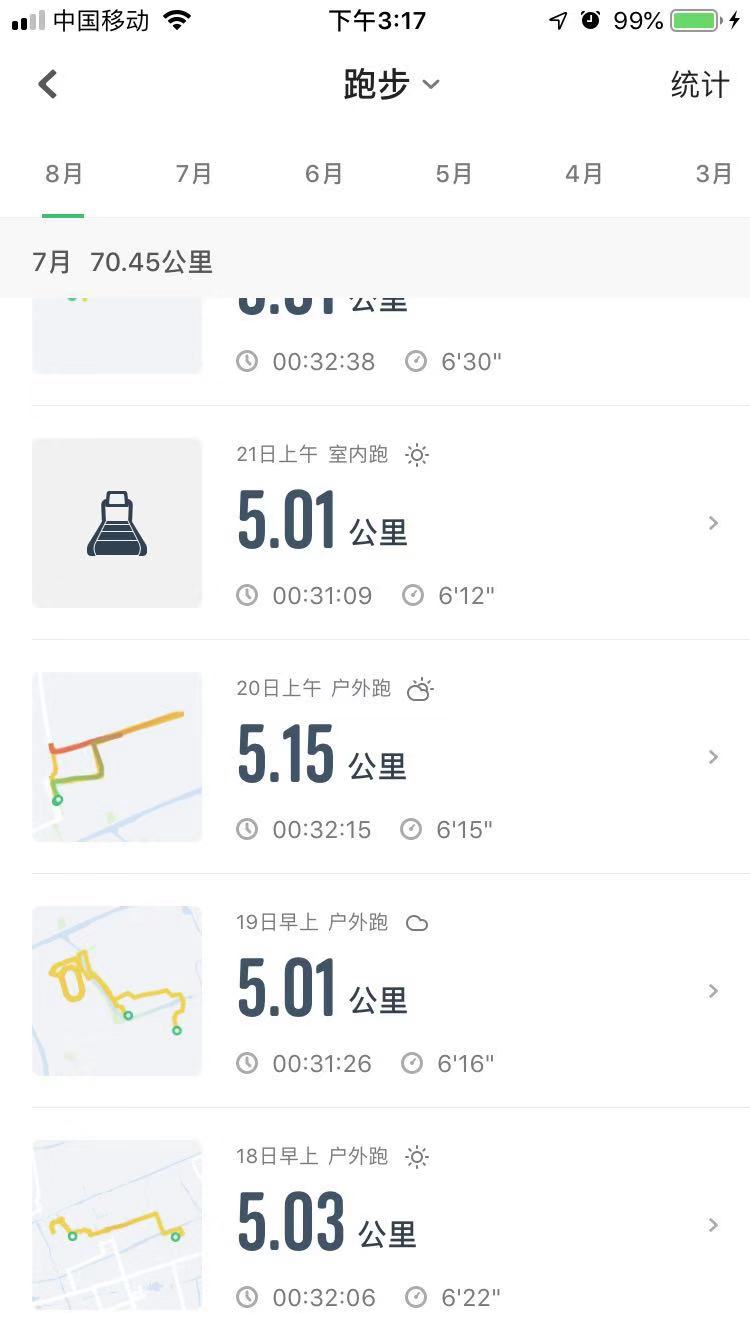 中国移动 下午3:17 99%
跑步 统计
8月 7月 6月 5月 4月 3月
7月 70.45公里
公里
00:32:38 6'30"
21日上午 室内跑
5.01 公里
00:31:09 6'12"
20日上午 户外跑
5.15 公里
00:32:15 6'15"
19日早上 户外跑
5.01 公里
00:31:26 6'16"
18日早上 户外跑
5.03 公里
00:32:06 6'22"